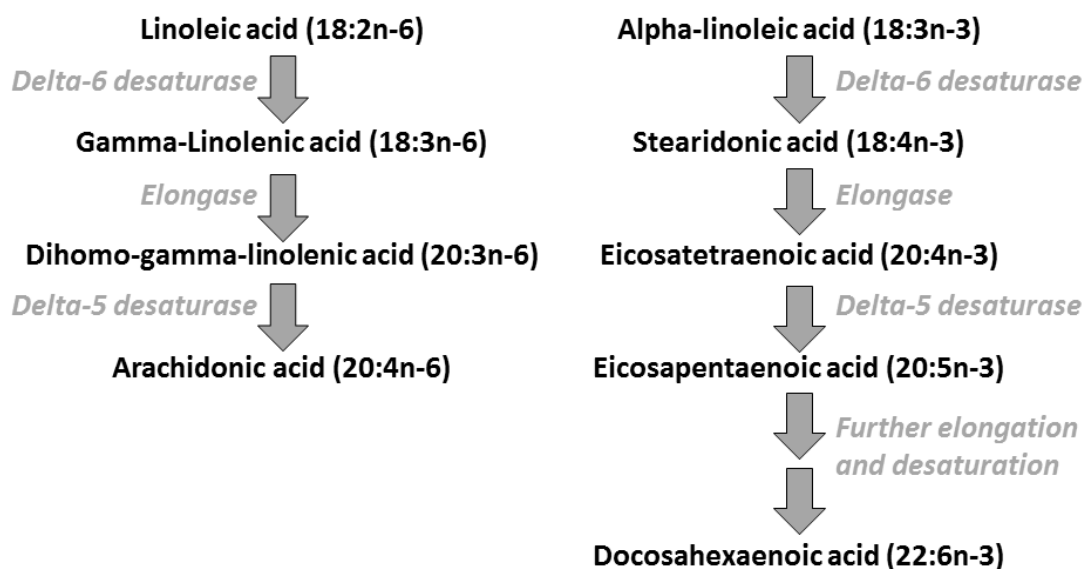 Linoleic acid (18:2n-6)
Delta-6 desaturase
Gamma-Linolenic acid (18:3n-6)
Elongase
Dihomo-gamma-linolenic acid (20:3n-6)
Delta-5 desaturase
Arachidonic acid (20:4n-6)
Alpha-linoleic acid (18:3n-3)
Delta-6 desaturase
Stearidonic acid (18:4n-3)
Elongase
Eicosatetraenoic acid (20:4n-3)
Delta-5 desaturase
Eicosapentaenoic acid (20:5n-3)
Further elongation
and desaturation
Docosahexaenoic acid (22:6n-3)